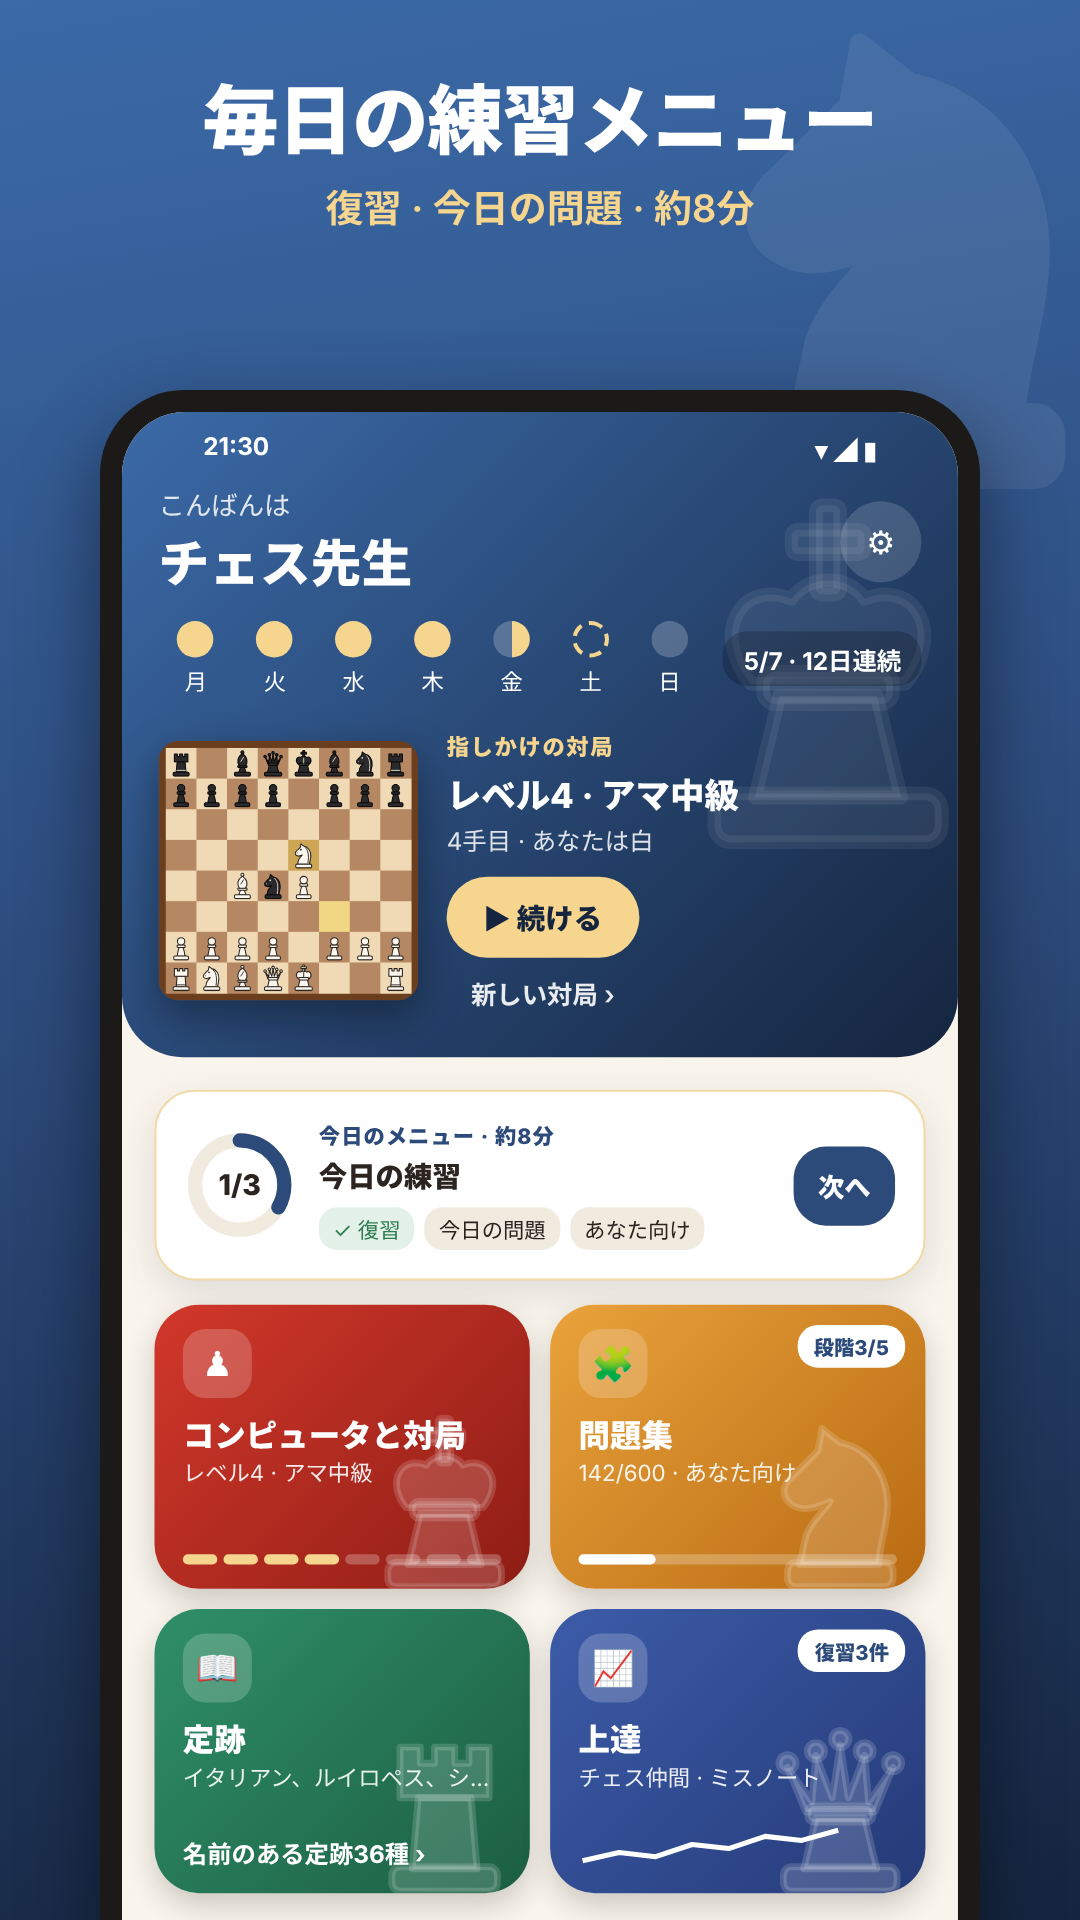 毎日の練習メニュー
復習 · 今日の問題 · 約8分
21:30
こんばんは
チェス先生
月 火 水 木 金 土 日
5/7 · 12日連続
指しかけの対局
レベル4 · アマ中級
4手目 · あなたは白
▶ 続ける
新しい対局 ›
今日のメニュー · 約8分
1/3
今日の練習
✓ 復習 今日の問題 あなた向け
次へ
コンピュータと対局
レベル4 · アマ中級
段階3/5
問題集
142/600 · あなた向け
定跡
イタリアン、ルイロペス、シ…
名前のある定跡36種 ›
復習3件
上達
チェス仲間 · ミスノート